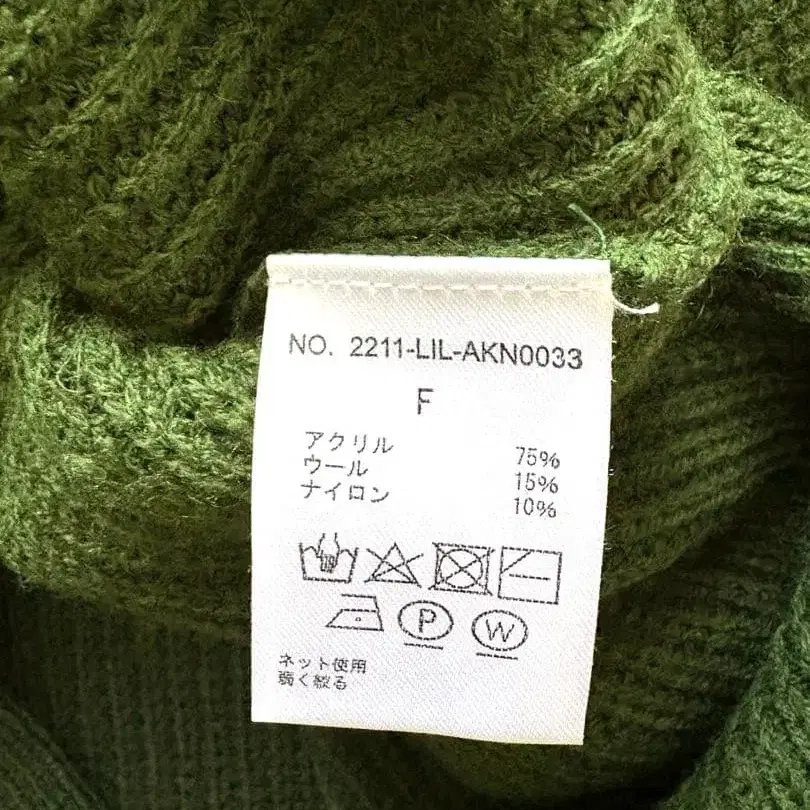 NO. 2211-LIL-AKN0033
F
アクリル 75%
ウール 15%
ナイロン 10%
P W
ネット使用
弱く絞る